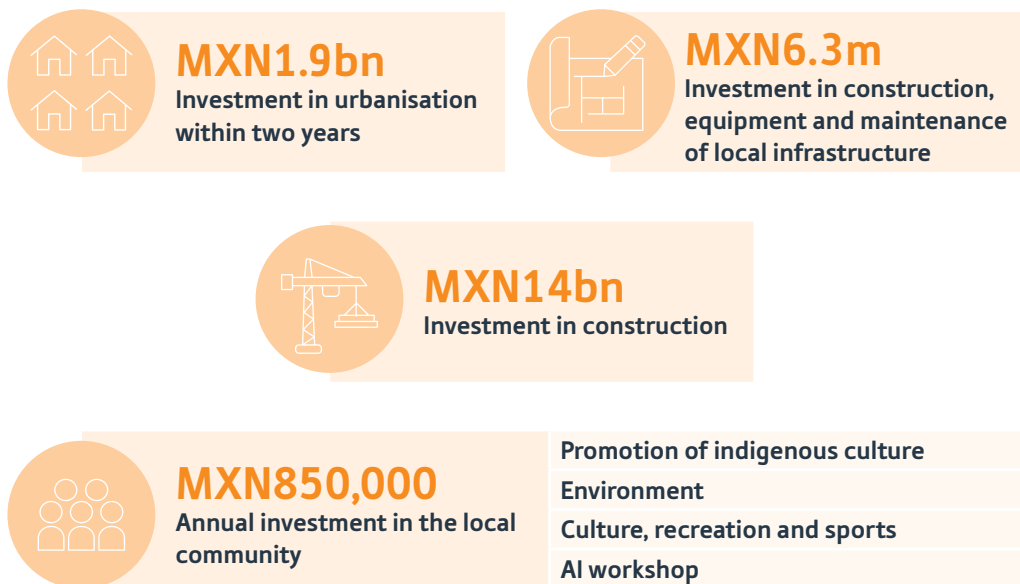 MXN1.9bn
Investment in urbanisation
within two years
MXN6.3m
Investment in construction,
equipment and maintenance
of local infrastructure
MXN14bn
Investment in construction
MXN850,000
Annual investment in the local
community
Promotion of indigenous culture
Environment
Culture, recreation and sports
AI workshop